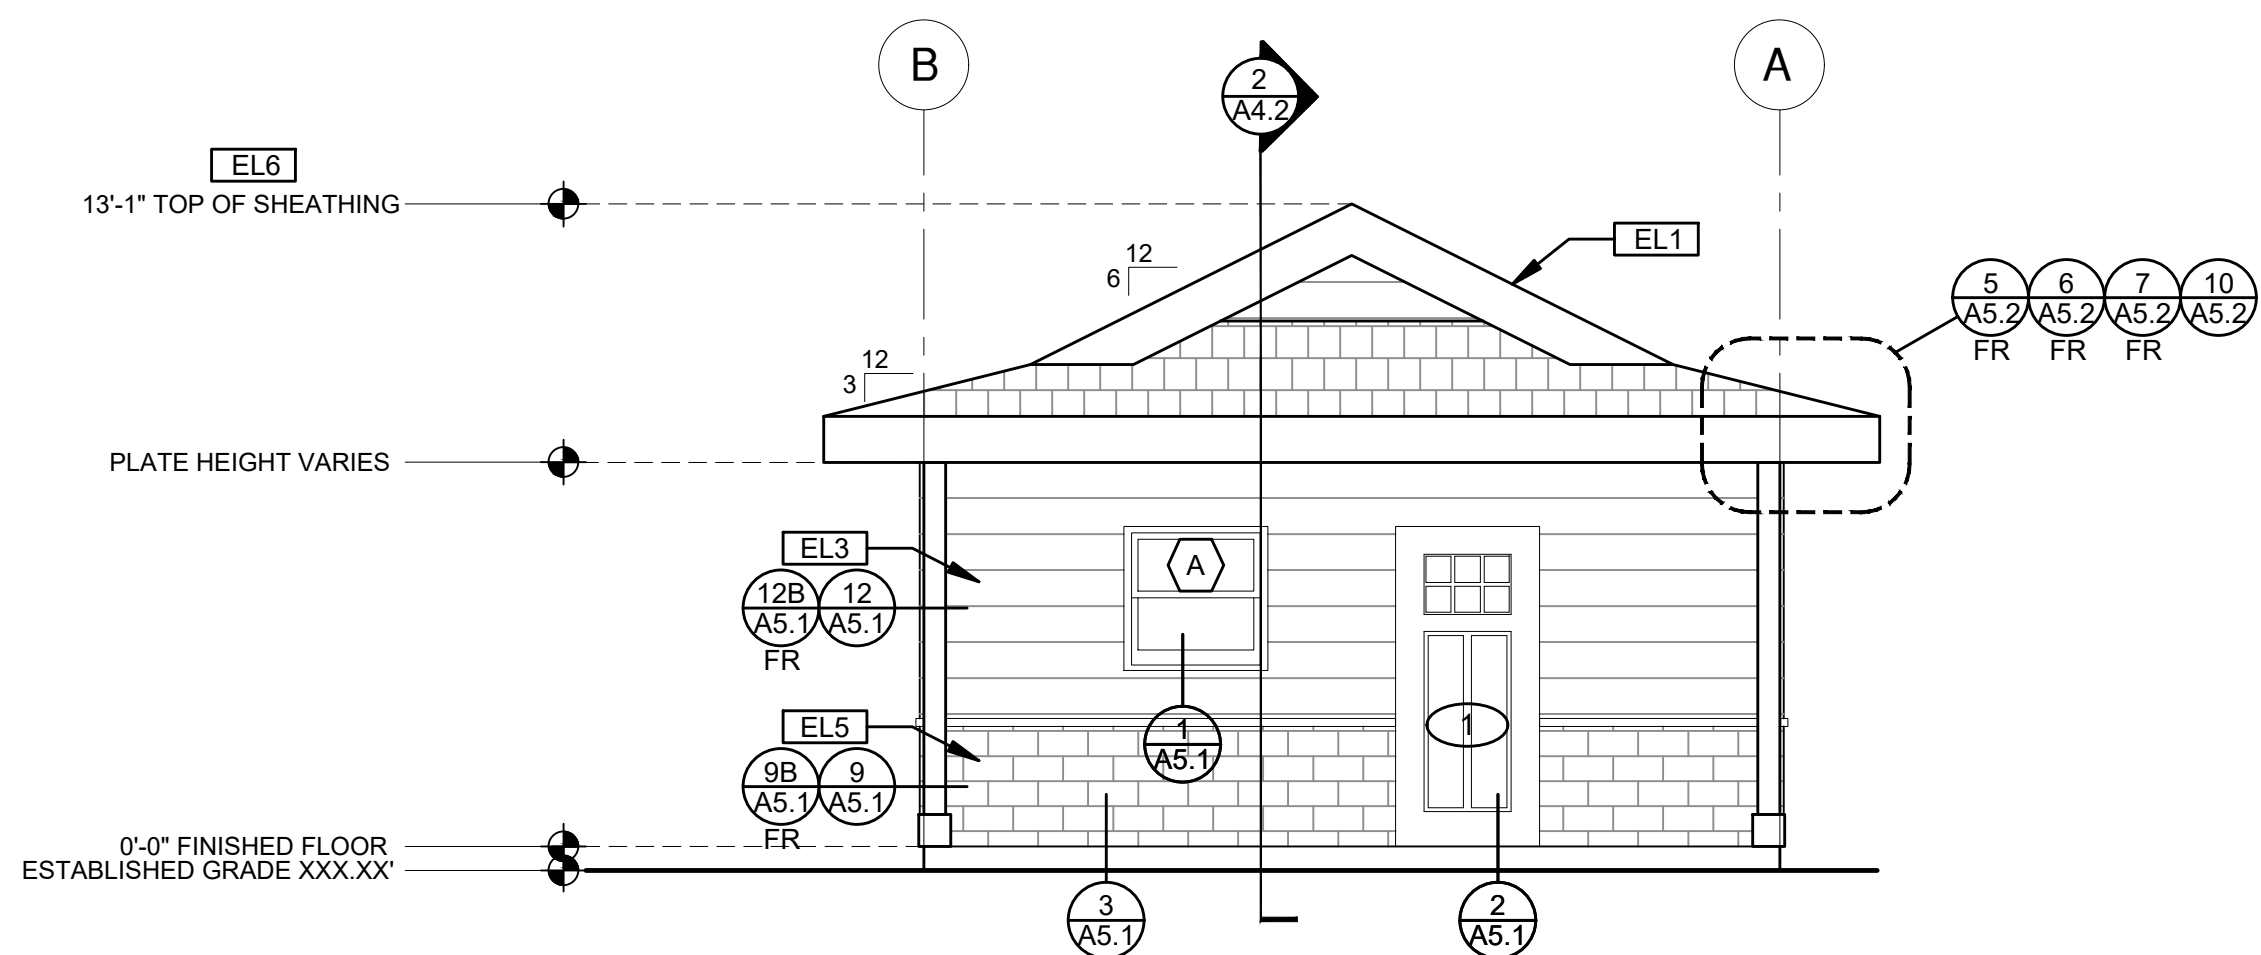 B
A
2
A4.2
EL6
13'-1" TOP OF SHEATHING
EL1
12
6
5
A5.2
FR
6
A5.2
FR
7
A5.2
FR
10
A5.2
12
3
PLATE HEIGHT VARIES
EL3
A
12B
A5.1
FR
12
A5.1
EL5
1
A5.1
1
9B
A5.1
FR
9
A5.1
0'-0" FINISHED FLOOR
ESTABLISHED GRADE XXX.XX'
3
A5.1
2
A5.1